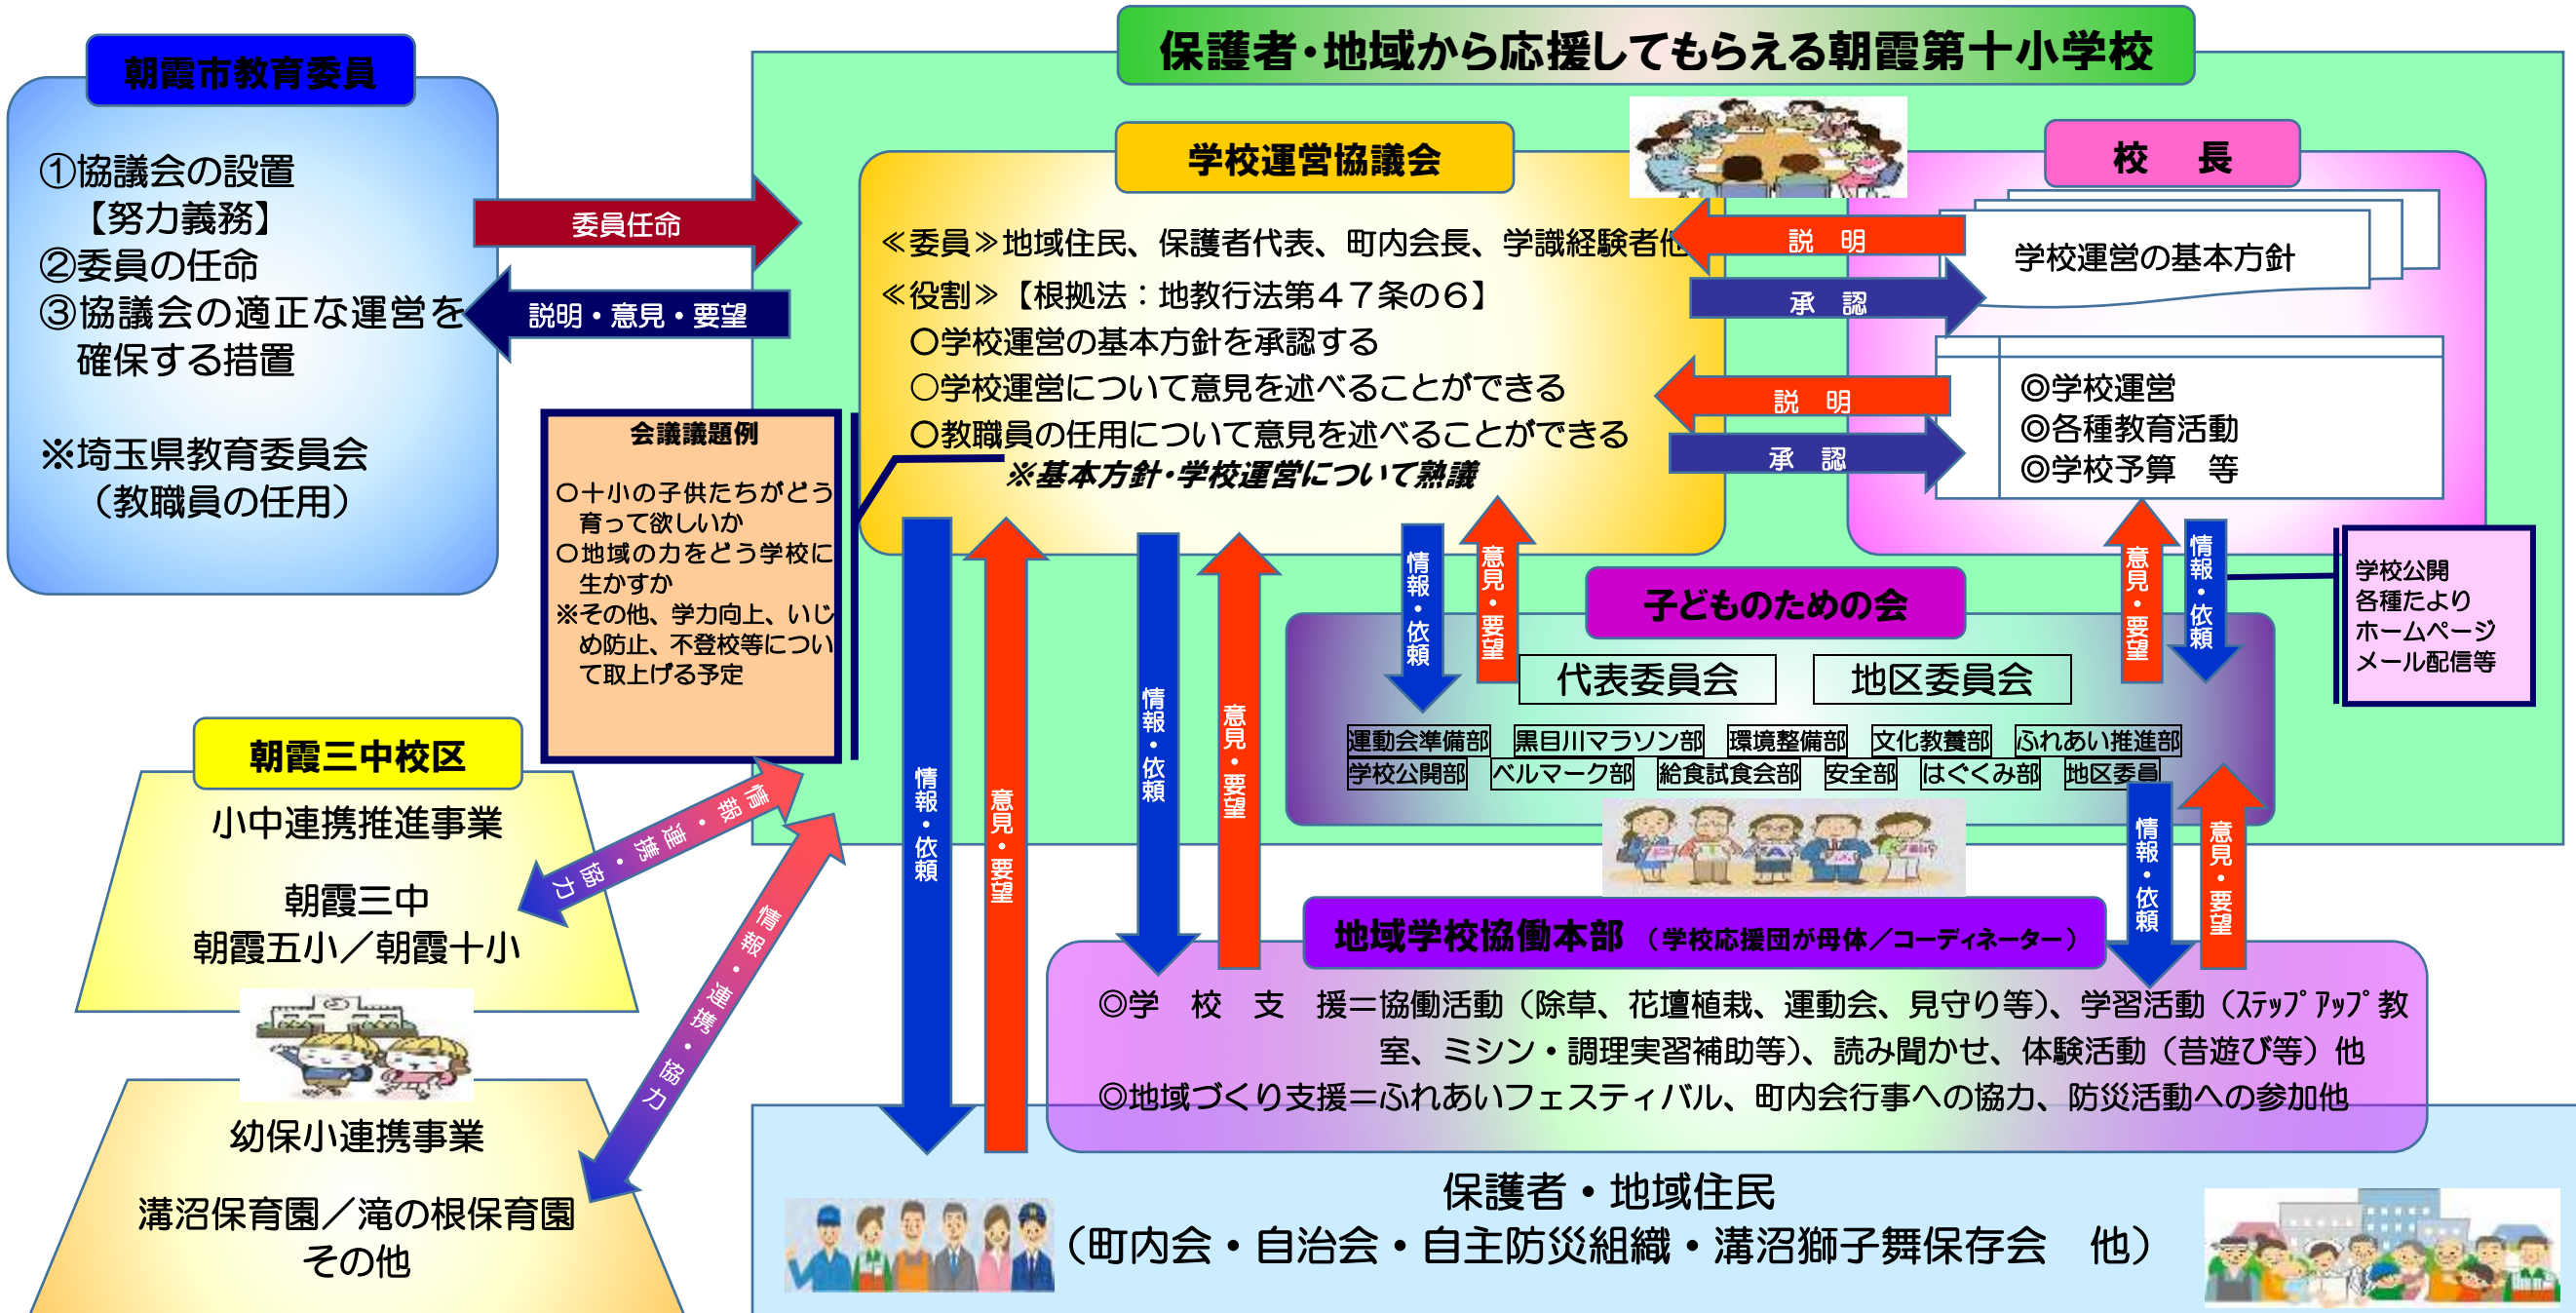 保護者・地域から応援してもらえる朝霞第十小学校
朝霞市教育委員
①協議会の設置
【努力義務】
②委員の任命
③協議会の適正な運営を
確保する措置
※埼玉県教育委員会
（教職員の任用）
委員任命
説明・意見・要望
学校運営協議会
≪委員≫地域住民、保護者代表、町内会長、学識経験者他
≪役割≫【根拠法：地教行法第４７条の６】
〇学校運営の基本方針を承認する
○学校運営について意見を述べることができる
〇教職員の任用について意見を述べることができる
※基本方針・学校運営について熟議
説　明
承　認
説　明
承　認
校　長
学校運営の基本方針
◎学校運営
◎各種教育活動
◎学校予算　等
会議議題例
〇十小の子供たちがどう
育って欲しいか
〇地域の力をどう学校に
生かすか
※その他、学力向上、いじ
め防止、不登校等につい
て取上げる予定
情報・依頼
意見・要望
情報・依頼
意見・要望
情報・依頼
意見・要望
意見・要望
情報・依頼
学校公開
各種たより
ホームページ
メール配信等
子どものための会
代表委員会　地区委員会
運動会準備部　黒目川マラソン部　環境整備部　文化教養部　ふれあい推進部
学校公開部　ベルマーク部　給食試食会部　安全部　はぐくみ部　地区委員
情報・依頼
意見・要望
朝霞三中校区
小中連携推進事業
朝霞三中
朝霞五小／朝霞十小
情報・連携・協力
情報・連携・協力
幼保小連携事業
溝沼保育園／滝の根保育園
その他
地域学校協働本部（学校応援団が母体／コーディネーター）
◎学　校　支　援＝協働活動（除草、花壇植栽、運動会、見守り等）、学習活動（ｽﾃｯﾌﾟｱｯﾌﾟ教
室、ミシン・調理実習補助等）、読み聞かせ、体験活動（昔遊び等）他
◎地域づくり支援＝ふれあいフェスティバル、町内会行事への協力、防災活動への参加他
保護者・地域住民
（町内会・自治会・自主防災組織・溝沼獅子舞保存会　他）